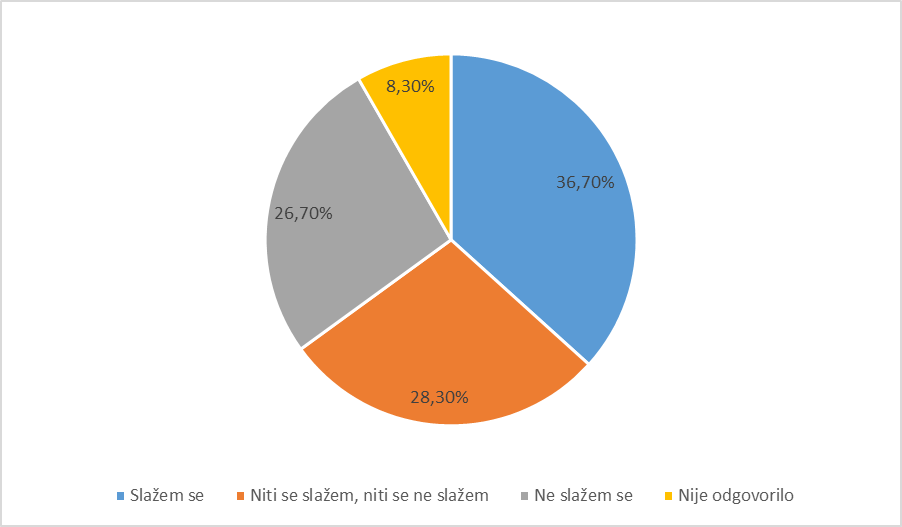 8,30%
36,70%
26,70%
28,30%
Slažem se
Niti se slažem, niti se ne slažem
Ne slažem se
Nije odgovorilo